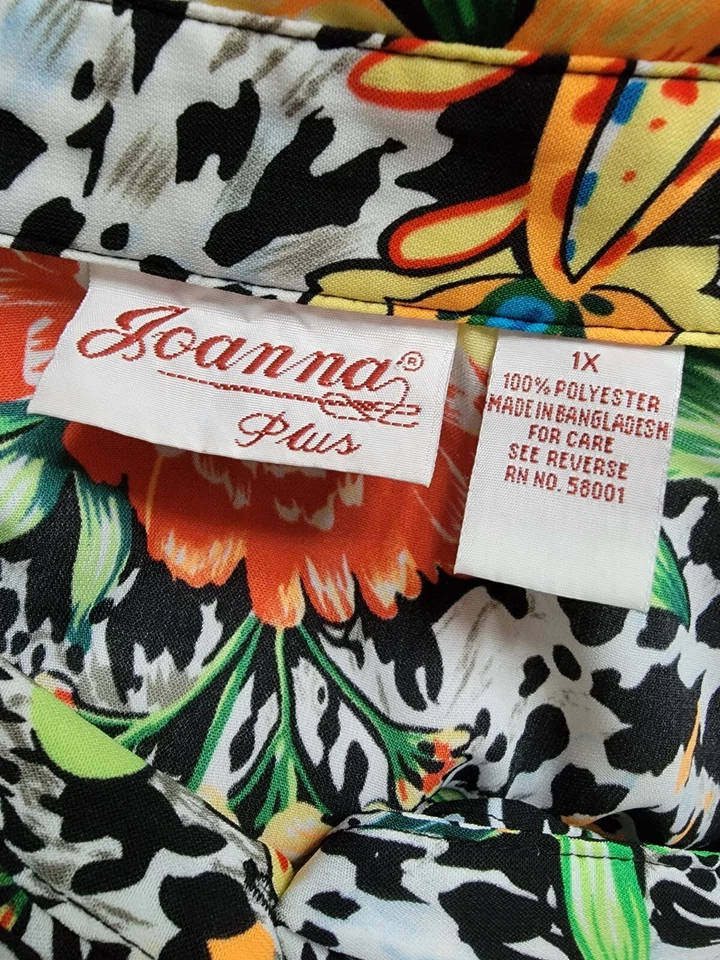 Joanna®
Plus
1X
100% POLYESTER
MADE IN BANGLADESH
FOR CARE
SEE REVERSE
RN NO. 58001